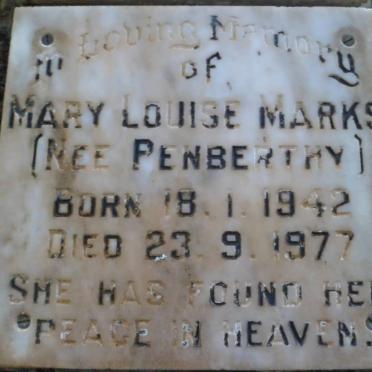 In Loving Memory
of
MARY LOUISE MARKS
(NEE PENBERTHY)
BORN 18.1.1942
DIED 23.9.1977
SHE HAS FOUND HER
PEACE IN HEAVEN.